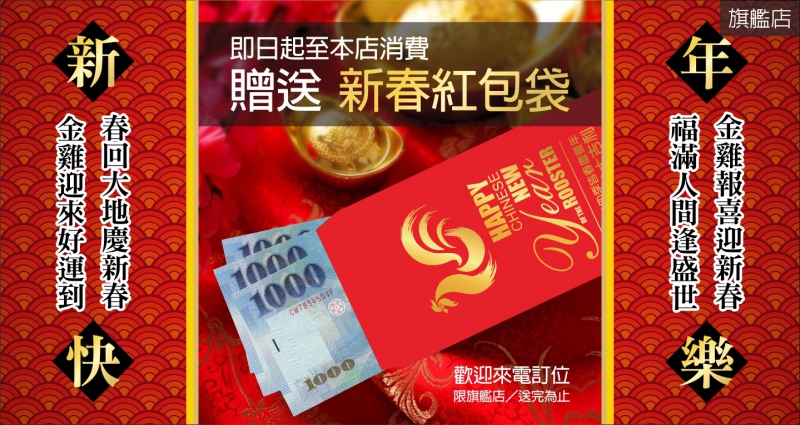 旗艦店
新年快樂
金雞報喜迎新春
福滿人間逢盛世
春回大地慶新春
金雞迎來好運到
即日起至本店消費
贈送 新春紅包袋
HAPPY
CHINESE
NEW
Year
OF THE ROOSTER
1000
1000
1000
CM783455VF
1000
歡迎來電訂位
限旗艦店／送完為止